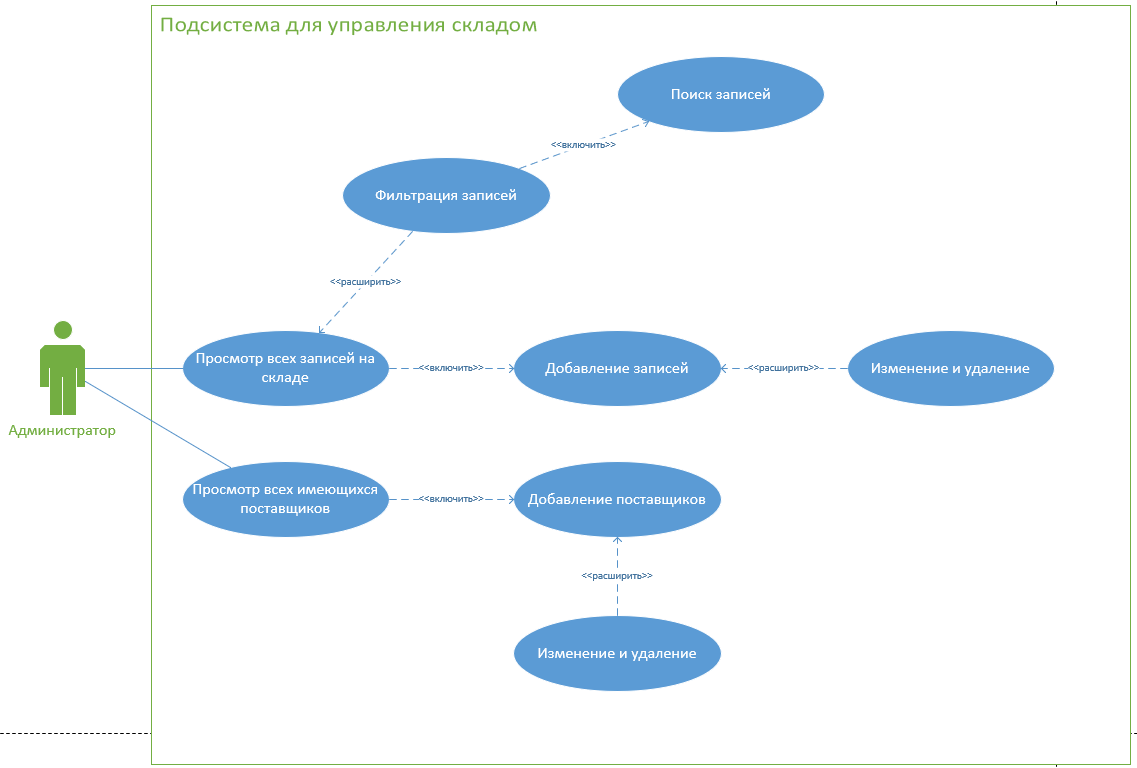 Подсистема для управления складом
Поиск записей
<<включить>>
Фильтрация записей
<<расширить>>
Просмотр всех записей на
складе
<<включить>>
Добавление записей
<<расширить>>
Изменение и удаление
Администратор
Просмотр всех имеющихся
поставщиков
<<включить>>
Добавление поставщиков
<<расширить>>
Изменение и удаление